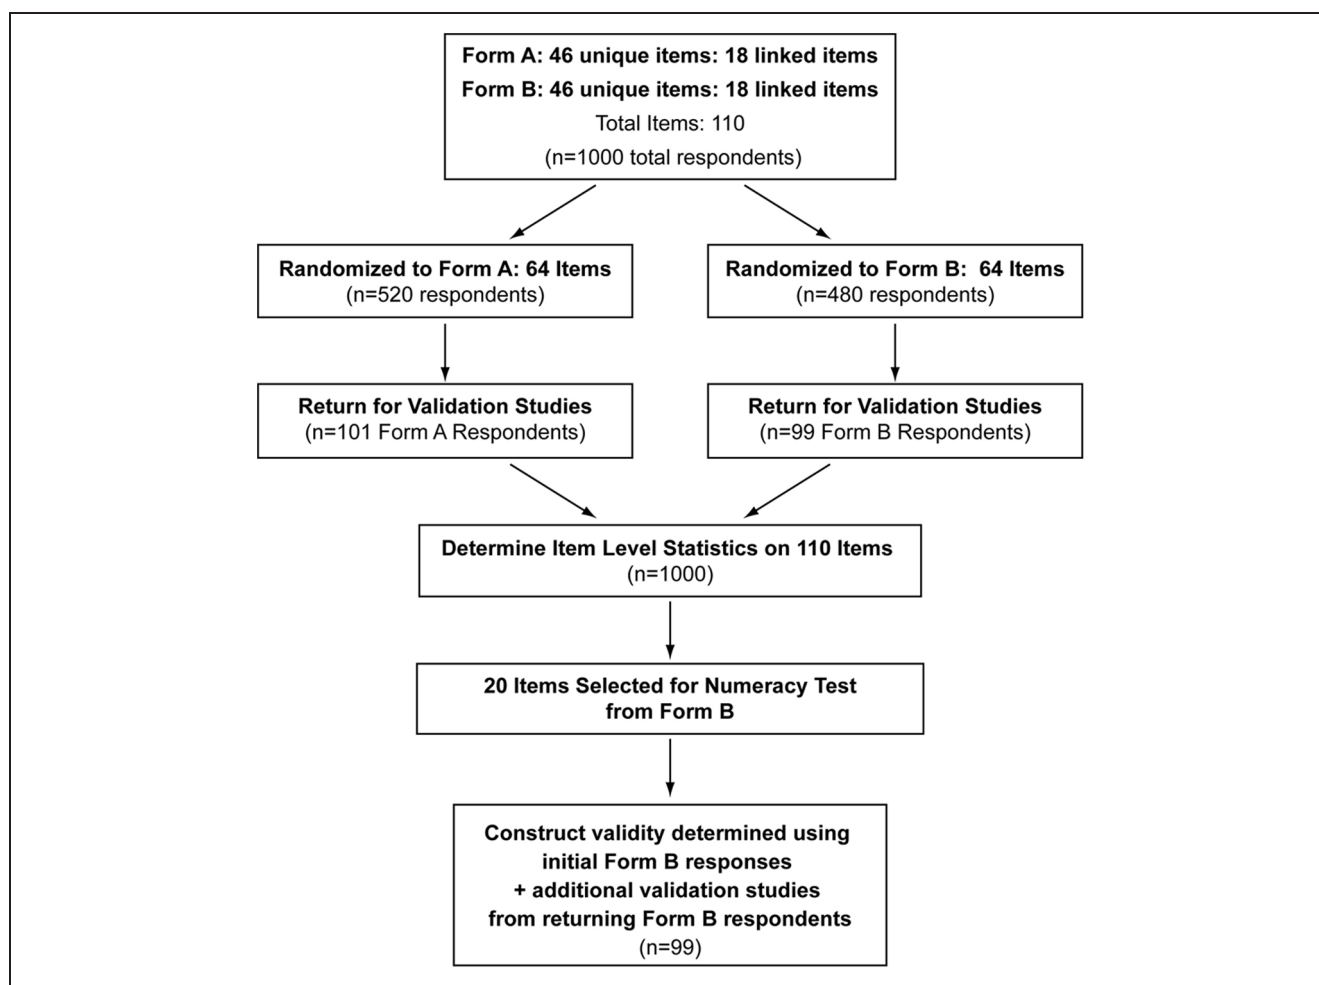 Form A: 46 unique items: 18 linked items
Form B: 46 unique items: 18 linked items
Total Items: 110
(n=1000 total respondents)
Randomized to Form A: 64 Items
(n=520 respondents)
Randomized to Form B:  64 Items
(n=480 respondents)
Return for Validation Studies
(n=101 Form A Respondents)
Return for Validation Studies
(n=99 Form B Respondents)
Determine Item Level Statistics on 110 Items
(n=1000)
20 Items Selected for Numeracy Test
from Form B
Construct validity determined using
initial Form B responses
+ additional validation studies
from returning Form B respondents
(n=99)